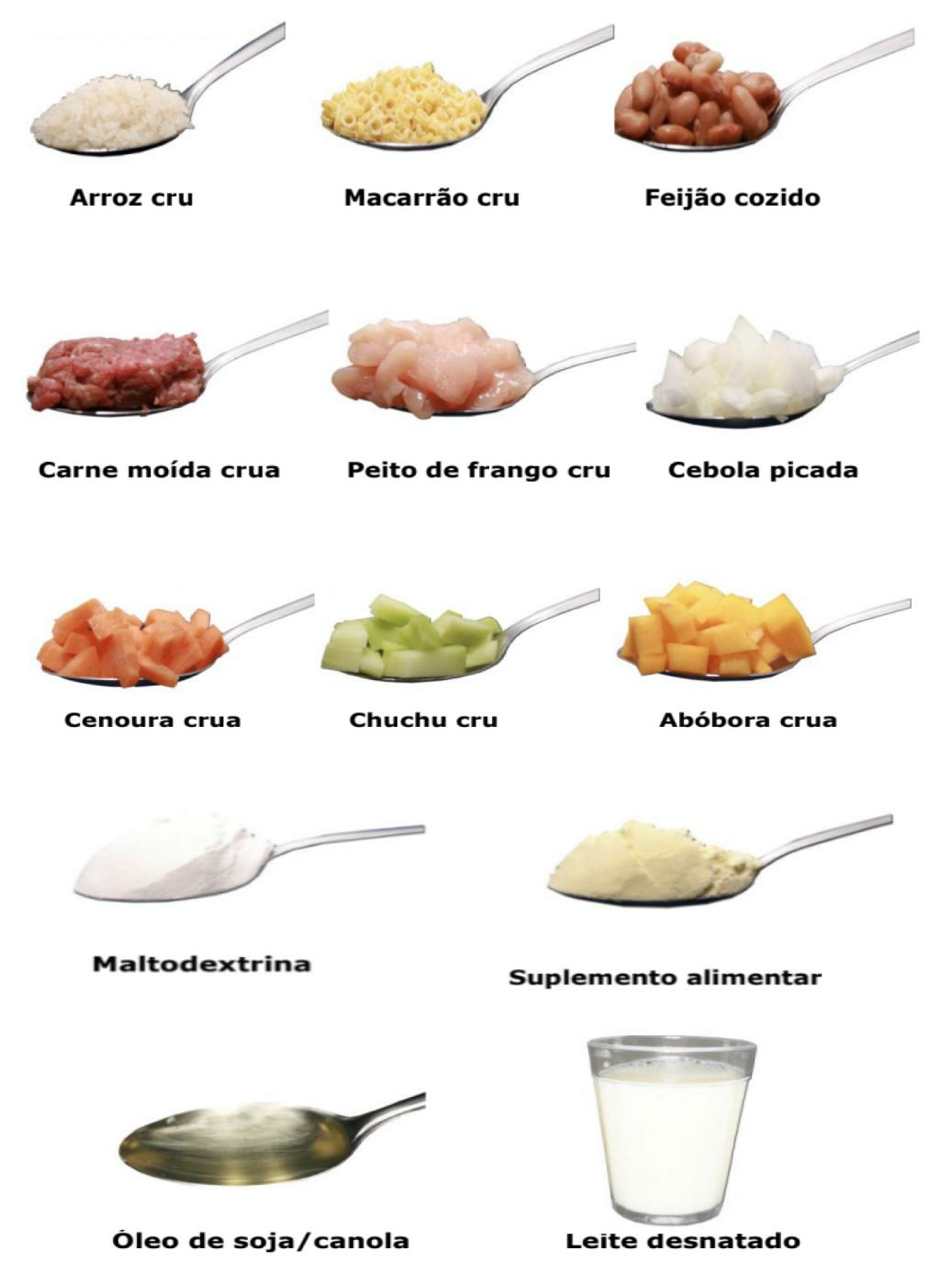 Arroz cru
Macarrão cru
Feijão cozido
Carne moída crua
Peito de frango cru
Cebola picada
Cenoura crua
Chuchu cru
Abóbora crua
Maltodextrina
Suplemento alimentar
Óleo de soja/canola
Leite desnatado